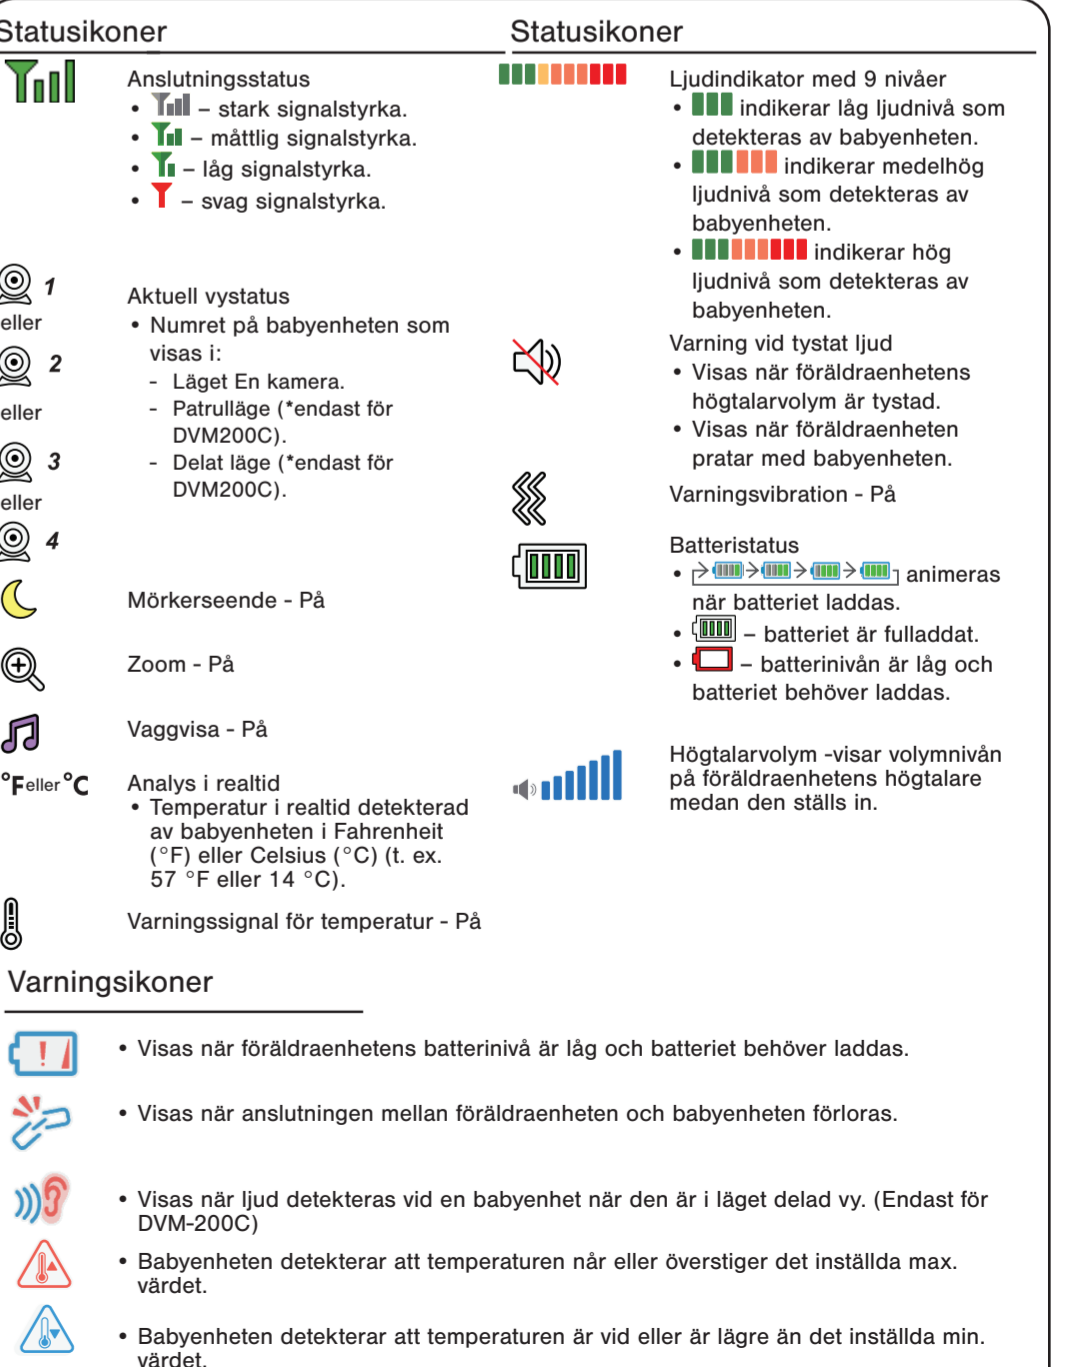 Statusikoner
Anslutningsstatus
• – stark signalstyrka.
• – måttlig signalstyrka.
• – låg signalstyrka.
• – svag signalstyrka.
1
eller
2
eller
3
eller
4
Aktuell vystatus
• Numret på babyenheten som
visas i:
- Läget En kamera.
- Patrulläge (*endast för
DVM200C).
- Delat läge (*endast för
DVM200C).
Mörkerseende - På
Zoom - På
Vaggvisa - På
°F eller °C
Analys i realtid
• Temperatur i realtid detekterad
av babyenheten i Fahrenheit
(°F) eller Celsius (°C) (t. ex.
57 °F eller 14 °C).
Varningssignal för temperatur - På
Statusikoner
Ljudindikator med 9 nivåer
• indikerar låg ljudnivå som
detekteras av babyenheten.
• indikerar medelhög
ljudnivå som detekteras av
babyenheten.
• indikerar hög
ljudnivå som detekteras av
babyenheten.
Varning vid tystat ljud
• Visas när föräldraenhetens
högtalarvolym är tystad.
• Visas när föräldraenheten
pratar med babyenheten.
Varningsvibration - På
Batteristatus
• animeras
när batteriet laddas.
• – batteriet är fulladdat.
• – batterinivån är låg och
batteriet behöver laddas.
Högtalarvolym -visar volymnivån
på föräldraenhetens högtalare
medan den ställs in.
Varningsikoner
• Visas när föräldraenhetens batterinivå är låg och batteriet behöver laddas.
• Visas när anslutningen mellan föräldraenheten och babyenheten förloras.
• Visas när ljud detekteras vid en babyenhet när den är i läget delad vy. (Endast för
DVM-200C)
• Babyenheten detekterar att temperaturen når eller överstiger det inställda max.
värdet.
• Babyenheten detekterar att temperaturen är vid eller är lägre än det inställda min.
värdet.